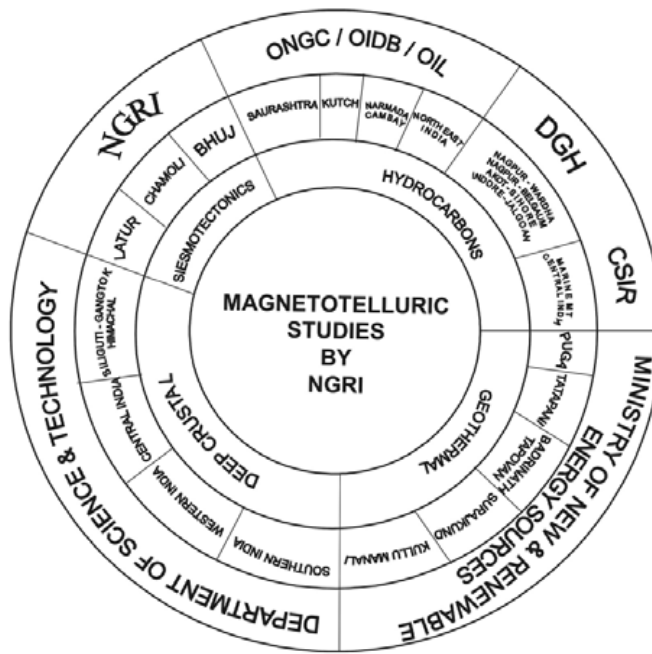 MAGNETOTELLURIC
STUDIES
BY
NGRI
HYDROCARBONS
GEOTHERMAL
DEEP CRUSTAL
SIESMOTECTONICS
SAURASHTRA
KUTCH
NARMADA
CAMBAY
NORTH EAST
INDIA
NAGPUR - WARDHA
NAGPUR - BELGAUM
AKOT - SIHORE
INDORE - JALGOAN
MARINE MT
CENTRAL INDIA
PUGA
TATAPANI
BADRINATH
TAPOVAN
SURAJKUND
KULLU MANALI
SOUTHERN INDIA
WESTERN INDIA
CENTRAL INDIA
SILIGUTI - GANGTOK
HIMACHAL
LATUR
CHAMOLI
BHUJ
ONGC / OIDB / OIL
DGH
CSIR
MINISTRY OF NEW & RENEWABLE
ENERGY SOURCES
DEPARTMENT OF SCIENCE & TECHNOLOGY
NGRI